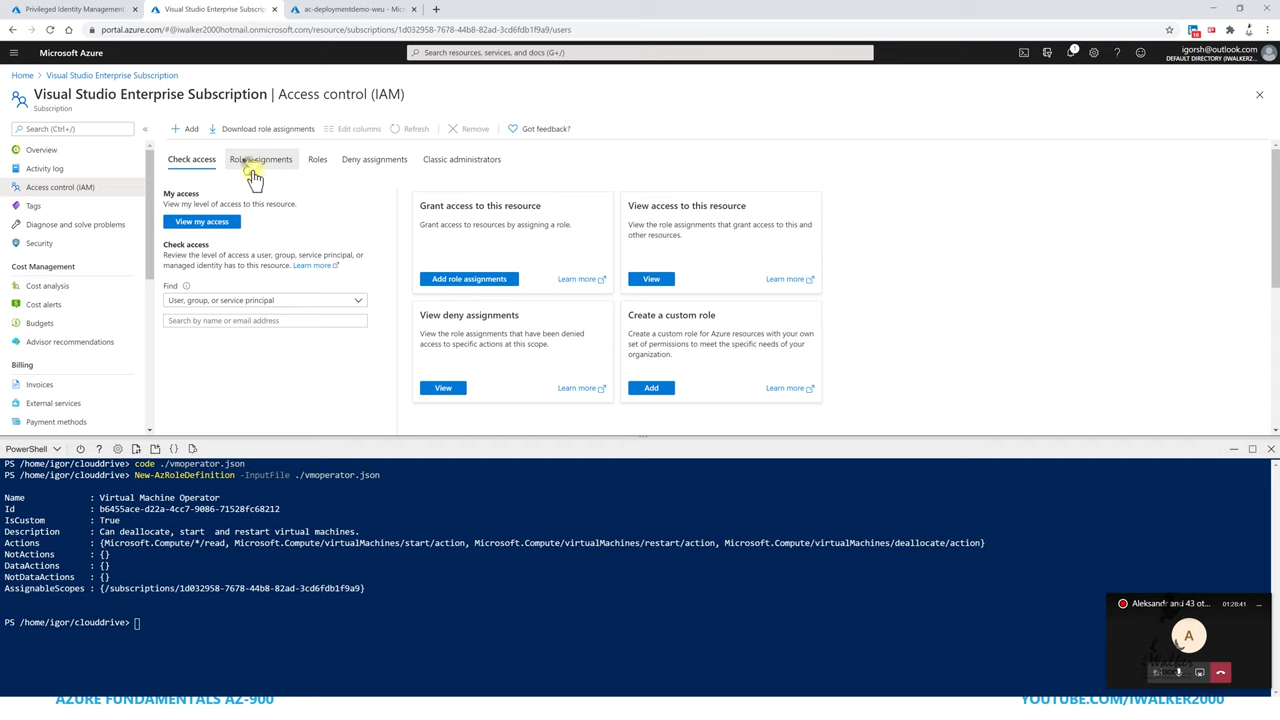 Privileged Identity Management
Visual Studio Enterprise Subscrip
ac-deploymentdemo-weu - Micr
portal.azure.com/#@iwalker2000hotmail.onmicrosoft.com/resource/subscriptions/1d032958-7678-44b8-82ad-3cd6fdb1f9a9/users
Microsoft Azure
Search resources, services, and docs (G+/)
igorsh@outlook.com
DEFAULT DIRECTORY (IWALKER2...
Home > Visual Studio Enterprise Subscription
Visual Studio Enterprise Subscription | Access control (IAM)
Subscription
Search (Ctrl+/)
«
Add
Download role assignments
Edit columns
Refresh
Remove
Got feedback?
Overview
Activity log
Access control (IAM)
Tags
Diagnose and solve problems
Security
Cost Management
Cost analysis
Cost alerts
Budgets
Advisor recommendations
Billing
Invoices
External services
Payment methods
Check access
Role assignments
Roles
Deny assignments
Classic administrators
My access
View my level of access to this resource.
View my access
Check access
Review the level of access a user, group, service principal, or
managed identity has to this resource. Learn more
Find
User, group, or service principal
Search by name or email address
Grant access to this resource
Grant access to resources by assigning a role.
Add role assignments
Learn more
View access to this resource
View the role assignments that grant access to this and
other resources.
View
Learn more
View deny assignments
View the role assignments that have been denied
access to specific actions at this scope.
View
Learn more
Create a custom role
Create a custom role for Azure resources with your own
set of permissions to meet the specific needs of your
organization.
Add
Learn more
PowerShell
PS /home/igor/clouddrive> code ./vmoperator.json
PS /home/igor/clouddrive> New-AzRoleDefinition -InputFile ./vmoperator.json
Name : Virtual Machine Operator
Id : b6455ace-d22a-4cc7-9086-71528fc68212
IsCustom : True
Description : Can deallocate, start  and restart virtual machines.
Actions : {Microsoft.Compute/*/read, Microsoft.Compute/virtualMachines/start/action, Microsoft.Compute/virtualMachines/restart/action, Microsoft.Compute/virtualMachines/deallocate/action}
NotActions : {}
DataActions : {}
NotDataActions : {}
AssignableScopes : {/subscriptions/1d032958-7678-44b8-82ad-3cd6fdb1f9a9}
PS /home/igor/clouddrive>
Aleksandr and 43 ot...
01:28:41
A
iWalker
2000
AZURE FUNDAMENTALS AZ-900
YOUTUBE.COM/IWALKER2000